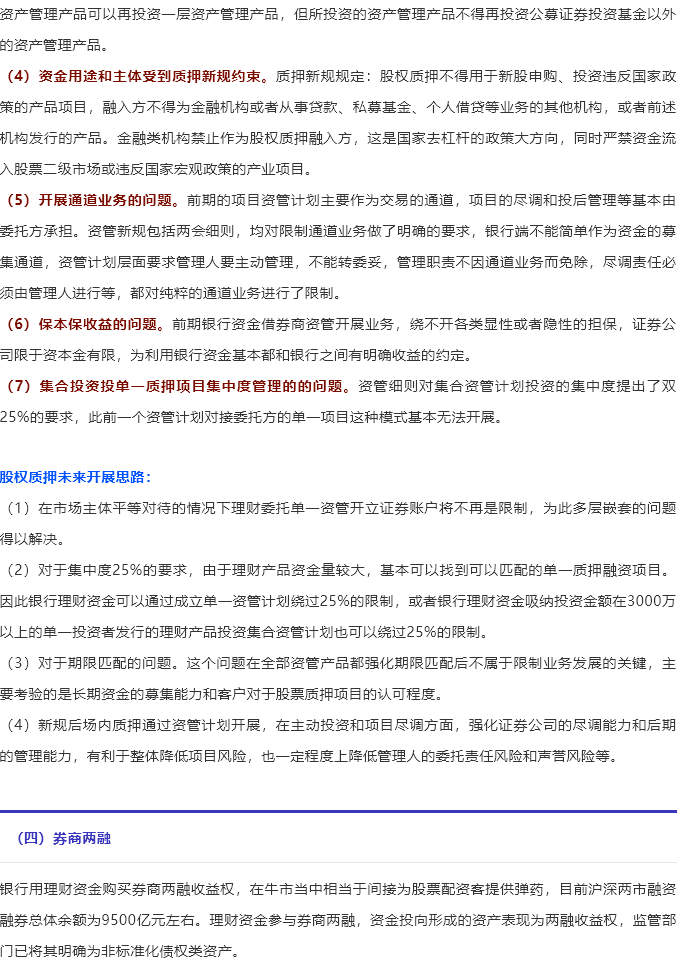 资产管理产品可以再投资一层资产管理产品，但所投资的资产管理产品不得再投资公募证券投资基金以外
的资产管理产品。
（4）资金用途和主体受到质押新规约束。质押新规规定：股权质押不得用于新股申购、投资违反国家政
策的产品项目，融入方不得为金融机构或者从事贷款、私募基金、个人借贷等业务的其他机构，或者前述
机构发行的产品。金融类机构禁止作为股权质押融入方，这是国家去杠杆的政策大方向，同时严禁资金流
入股票二级市场或违反国家宏观政策的产业项目。
（5）开展通道业务的问题。前期的项目资管计划主要作为交易的通道，项目的尽调和投后管理等基本由
委托方承担。资管新规包括两会细则，均对限制通道业务做了明确的要求，银行端不能简单作为资金的募
集通道，资管计划层面要求管理人要主动管理，不能转委妥，管理职责不因通道业务而免除，尽调责任必
须由管理人进行等，都对纯粹的通道业务进行了限制。
（6）保本保收益的问题。前期银行资金借券商资管开展业务，绕不开各类显性或者隐性的担保，证券公
司限于资本金有限，为利用银行资金基本都和银行之间有明确收益的约定。
（7）集合投资投单一质押项目集中度管理的的问题。资管细则对集合资管计划投资的集中度提出了双
25%的要求，此前一个资管计划对接委托方的单一项目这种模式基本无法开展。
股权质押未来开展思路：
（1）在市场主体平等对待的情况下理财委托单一资管开立证券账户将不再是限制，为此多层嵌套的问题
得以解决。
（2）对于集中度25%的要求，由于理财产品资金量较大，基本可以找到可以匹配的单一质押融资项目。
因此银行理财资金可以通过成立单一资管计划绕过25%的限制，或者银行理财资金吸纳投资金额在3000万
以上的单一投资者发行的理财产品投资集合资管计划也可以绕过25%的限制。
（3）对于期限匹配的问题。这个问题在全部资管产品都强化期限匹配后不属于限制业务发展的关键，主
要考验的是长期资金的募集能力和客户对于股票质押项目的认可程度。
（4）新规后场内质押通过资管计划开展，在主动投资和项目尽调方面，强化证券公司的尽调能力和后期
的管理能力，有利于整体降低项目风险，也一定程度上降低管理人的委托责任风险和声誉风险等。
（四）券商两融
银行用理财资金购买券商两融收益权，在牛市当中相当于间接为股票配资客提供弹药，目前沪深两市融资
融券总体余额为9500亿元左右。理财资金参与券商两融，资金投向形成的资产表现为两融收益权，监管部
门已将其明确为非标准化债权类资产。